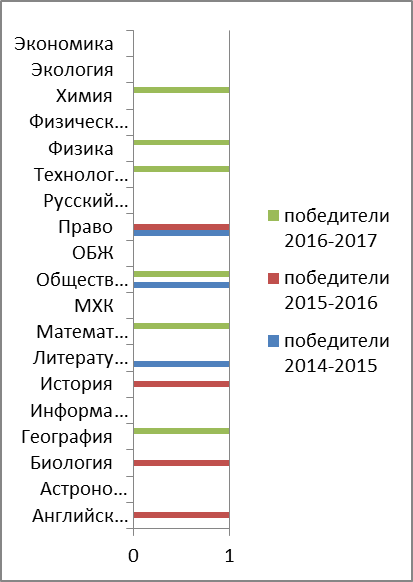 Экономика
Экология
Химия
Физическ...
Физика
Технолог...
Русский...
Право
ОБЖ
Обществ...
МХК
Математ...
Литерату...
История
Информа...
География
Биология
Астроно...
Английск...
0 1
победители
2016-2017
победители
2015-2016
победители
2014-2015